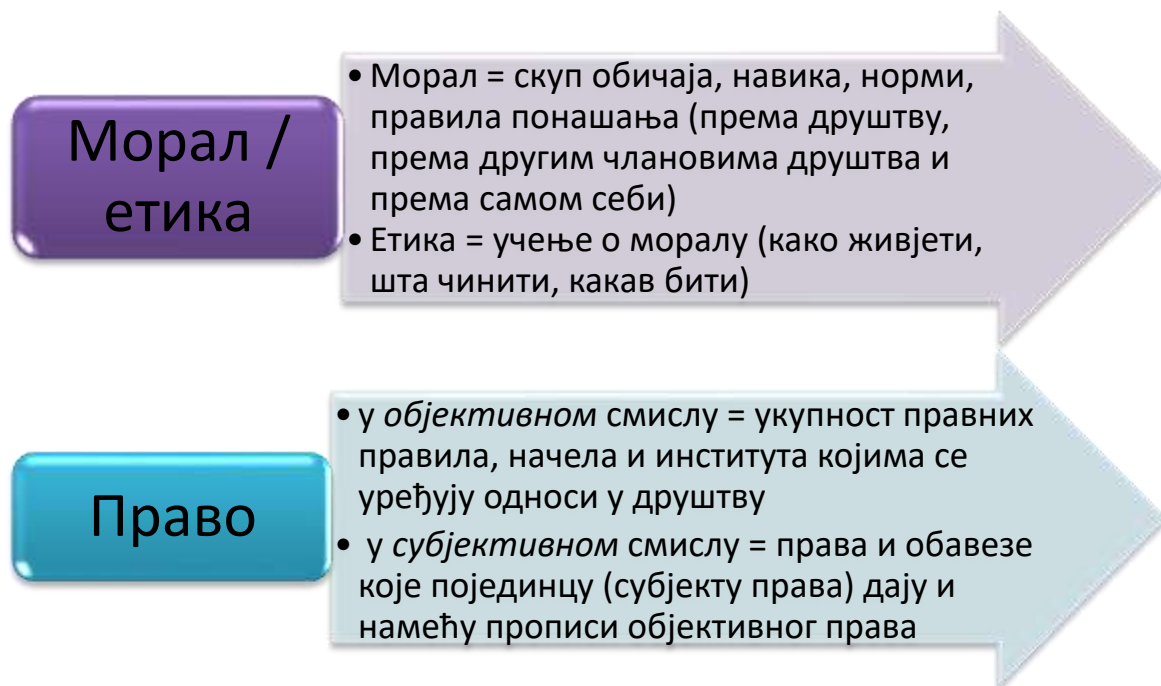 Морал /
етика
• Морал = скуп обичаја, навика, норми,
правила понашања (према друштву,
према другим члановима друштва и
према самом себи)
• Етика = учење о моралу (како живјети,
шта чинити, какав бити)
Право
• у објективном смислу = укупност правних
правила, начела и института којима се
уређују односи у друштву
• у субјективном смислу = права и обавезе
које појединцу (субјекту права) дају и
намећу прописи објективног права